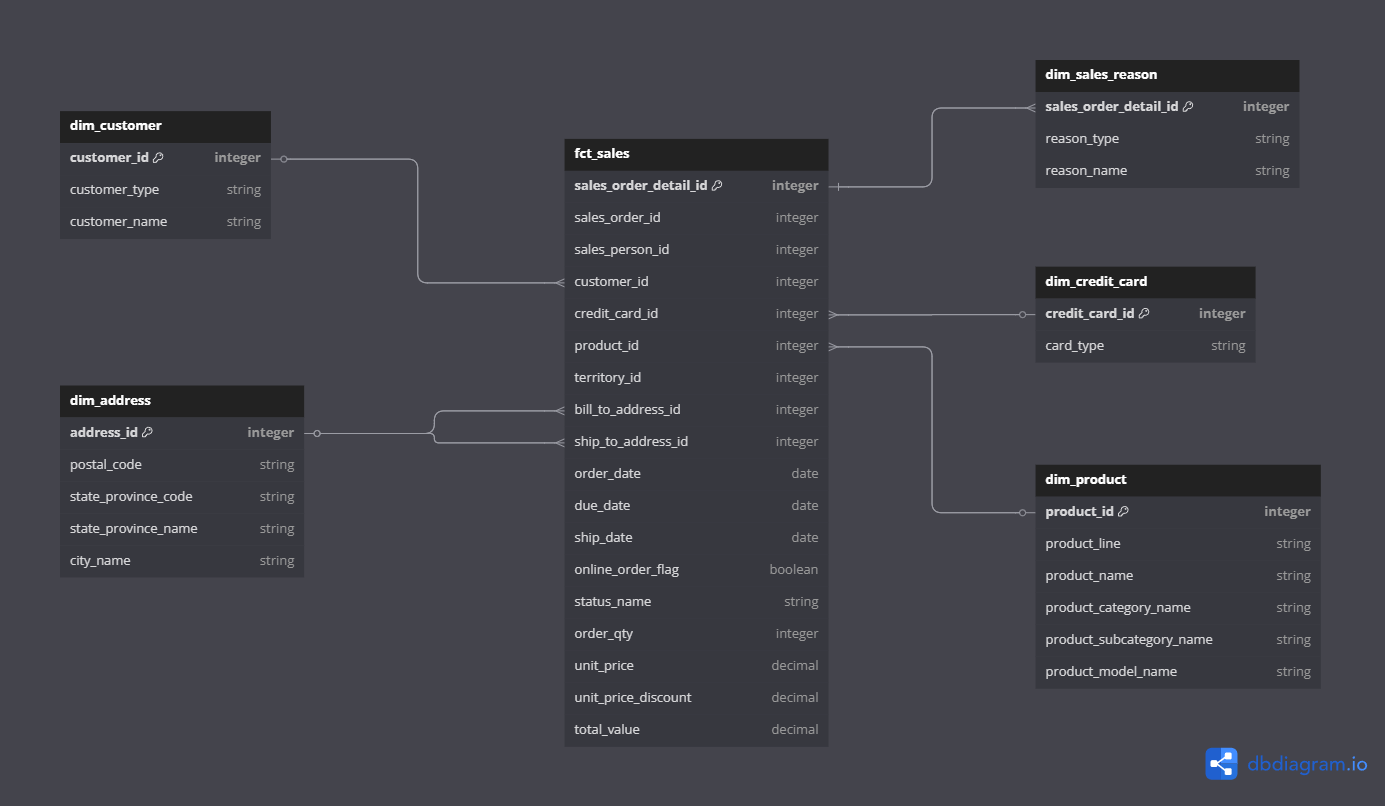 dim_customer
customer_id integer
customer_type string
customer_name string
dim_address
address_id integer
postal_code string
state_province_code string
state_province_name string
city_name string
fct_sales
sales_order_detail_id integer
sales_order_id integer
sales_person_id integer
customer_id integer
credit_card_id integer
product_id integer
territory_id integer
bill_to_address_id integer
ship_to_address_id integer
order_date date
due_date date
ship_date date
online_order_flag boolean
status_name string
order_qty integer
unit_price decimal
unit_price_discount decimal
total_value decimal
dim_sales_reason
sales_order_detail_id integer
reason_type string
reason_name string
dim_credit_card
credit_card_id integer
card_type string
dim_product
product_id integer
product_line string
product_name string
product_category_name string
product_subcategory_name string
product_model_name string
dbdiagram.io